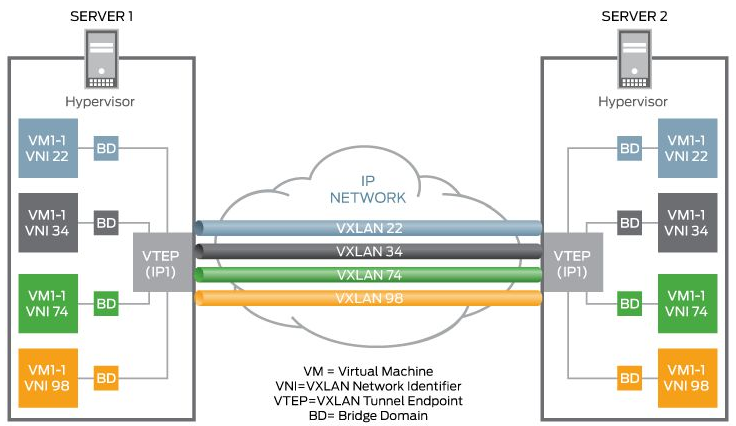 SERVER 1
SERVER 2
Hypervisor
Hypervisor
VM1-1
VNI 22
BD
BD
VM1-1
VNI 22
IP
NETWORK
VM1-1
VNI 34
BD
BD
VM1-1
VNI 34
VXLAN 22
VXLAN 34
VXLAN 74
VXLAN 98
VTEP
(IP1)
VTEP
(IP1)
VM1-1
VNI 74
BD
BD
VM1-1
VNI 74
VM1-1
VNI 98
BD
BD
VM1-1
VNI 98
VM = Virtual Machine
VNI=VXLAN Network Identifier
VTEP=VXLAN Tunnel Endpoint
BD= Bridge Domain